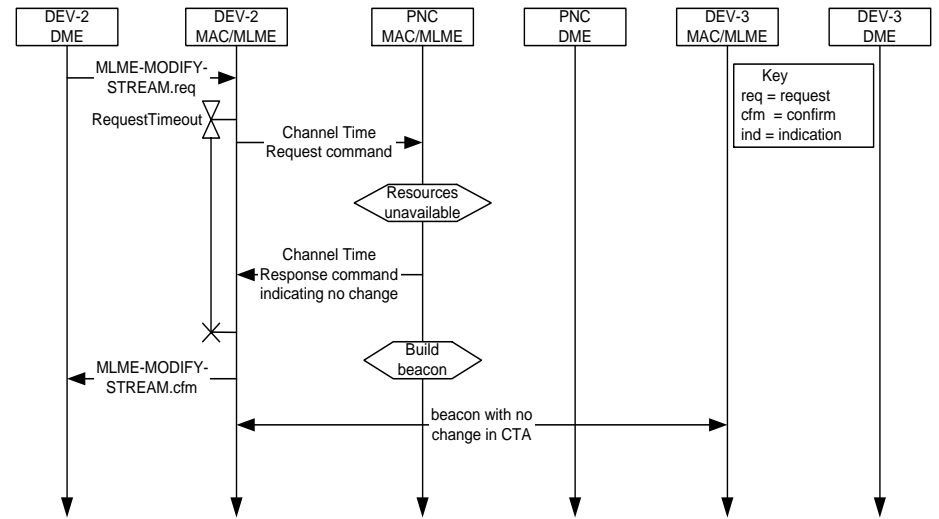 DEV-2
DME
DEV-2
MAC/MLME
PNC
MAC/MLME
PNC
DME
DEV-3
MAC/MLME
DEV-3
DME
MLME-MODIFY-
STREAM.req
Key
req = request
cfm = confirm
ind = indication
RequestTimeout
Channel Time
Request command
Resources
unavailable
Channel Time
Response command
indicating no change
Build
beacon
MLME-MODIFY-
STREAM.cfm
beacon with no
change in CTA